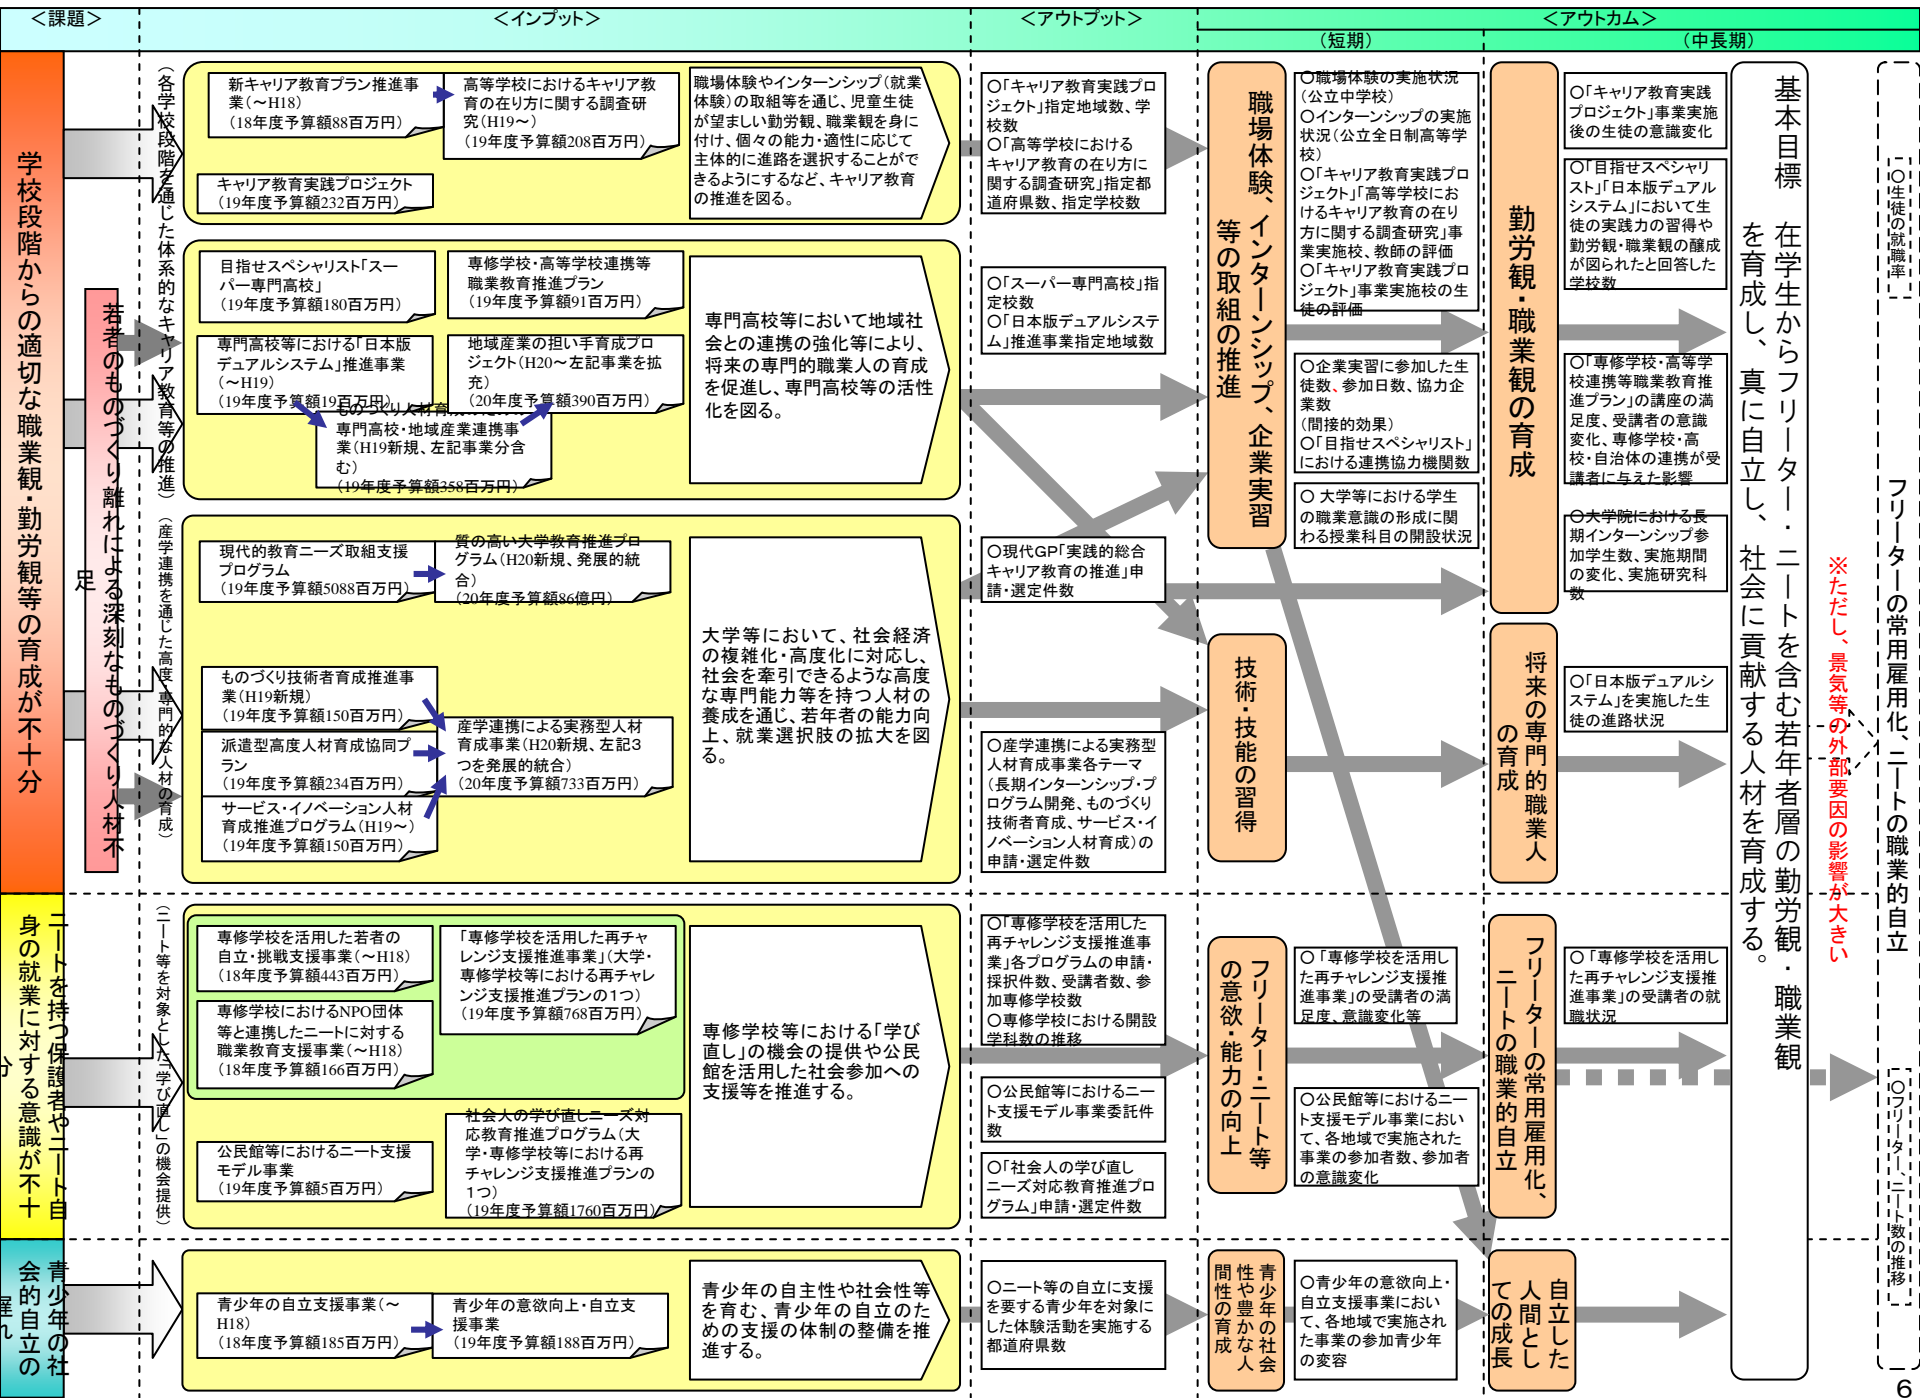 ＜課題＞
＜インプット＞
＜アウトプット＞
＜アウトカム＞
（短期）
（中長期）
学校段階からの適切な職業観・勤労観等の育成が不十分
若者のものづくり離れによる深刻なものづくり人材不
足
（各学校段階を通じた体系的なキャリア教育等の推進）
新キャリア教育プラン推進事
業（～H18）
（18年度予算額88百万円）
高等学校におけるキャリア教
育の在り方に関する調査研
究（H19～）
（19年度予算額208百万円）
キャリア教育実践プロジェクト
（19年度予算額232百万円）
職場体験やインターンシップ（就業
体験）の取組等を通じ、児童生徒
が望ましい勤労観、職業観を身に
付け、個々の能力・適性に応じて
主体的に進路を選択することがで
きるようにするなど、キャリア教育
の推進を図る。
目指せスペシャリスト「スー
パー専門高校」
（19年度予算額180百万円）
専修学校・高等学校連携等
職業教育推進プラン
（19年度予算額91百万円）
専門高校等における「日本版
デュアルシステム」推進事業
（～H19）
（19年度予算額19百万円）
地域産業の担い手育成プロ
ジェクト（H20～左記事業を拡
充）
（20年度予算額390百万円）
専門高校・地域産業連携事
業（H19新規、左記事業分含
む）
（19年度予算額358百万円）
専門高校等において地域社
会との連携の強化等により、
将来の専門的職業人の育成
を促進し、専門高校等の活性
化を図る。
（産学連携を通じた高度・専門的な人材の育成）
現代的教育ニーズ取組支援
プログラム
（19年度予算額5088百万円）
質の高い大学教育推進プロ
グラム（H20新規、発展的統
合）
（20年度予算額86億円）
ものづくり技術者育成推進事
業（H19新規）
（19年度予算額150百万円）
派遣型高度人材育成協同プ
ラン
（19年度予算額234百万円）
サービス・イノベーション人材
育成推進プログラム（H19～）
（19年度予算額150百万円）
産学連携による実務型人材
育成事業（H20新規、左記３
つを発展的統合）
（20年度予算額733百万円）
大学等において、社会経済
の複雑化・高度化に対応し、
社会を牽引できるような高度
な専門能力等を持つ人材の
養成を通じ、若年者の能力向
上、就業選択肢の拡大を図
る。
○「キャリア教育実践プロ
ジェクト」指定地域数、学
校数
○「高等学校における
キャリア教育の在り方に
関する調査研究」指定都
道府県数、指定学校数
○「スーパー専門高校」指
定校数
○「日本版デュアルシステ
ム」推進事業指定地域数
○現代GP「実践的総合
キャリア教育の推進」申
請・選定件数
○産学連携による実務型
人材育成事業各テーマ
（長期インターンシップ・プ
ログラム開発、ものづくり
技術者育成、サービス・イ
ノベーション人材育成）の
申請・選定件数
職場体験、インターンシップ、企業実習
等の取組の推進
技術・技能の習得
○職場体験の実施状況
（公立中学校）
○インターンシップの実施
状況（公立全日制高等学
校）
○「キャリア教育実践プロ
ジェクト」「高等学校にお
けるキャリア教育の在り
方に関する調査研究」事
業実施校、教師の評価
○「キャリア教育実践プロ
ジェクト」事業実施校の生
徒の評価
○企業実習に参加した生
徒数、参加日数、協力企
業数
（間接的効果）
○「目指せスペシャリスト」
における連携協力機関数
○ 大学等における学生
の職業意識の形成に関
わる授業科目の開設状況
勤労観・職業観の育成
将来の専門的職業人
の育成
○「キャリア教育実践
プロジェクト」事業実施
後の生徒の意識変化
○「目指せスペシャリ
スト」「日本版デュアル
システム」において生
徒の実践力の習得や
勤労観・職業観の醸成
が図られたと回答した
学校数
○「専修学校・高等学
校連携等職業教育推
進プラン」の講座の満
足度、受講者の意識
変化、専修学校・高
校・自治体の連携が受
講者に与えた影響
○大学院における長
期インターンシップ参
加学生数、実施期間
の変化、実施研究科
数
○「日本版デュアルシ
ステム」を実施した生
徒の進路状況
基本目標　在学生からフリーター・ニートを含む若年者層の勤労観・職業観
を育成し、真に自立し、社会に貢献する人材を育成する。
※ただし、景気等の外部要因の影響が大きい
○生徒の就職率
フリーターの常用雇用化、ニートの職業的自立
○フリーター、ニート数の推移
ニートを持つ保護者やニート自
身の就業に対する意識が不十
分
（ニート等を対象とした「学び直し」の機会提供）
専修学校を活用した若者の
自立・挑戦支援事業（～H18）
（18年度予算額443百万円）
専修学校におけるNPO団体
等と連携したニートに対する
職業教育支援事業（～H18）
（18年度予算額166百万円）
「専修学校を活用した再チャ
レンジ支援推進事業」（大学・
専修学校等における再チャレ
ンジ支援推進プランの１つ）
（19年度予算額768百万円）
公民館等におけるニート支援
モデル事業
（19年度予算額5百万円）
社会人の学び直しニーズ対
応教育推進プログラム（大
学・専修学校等における再
チャレンジ支援推進プランの
１つ）
（19年度予算額1760百万円）
専修学校等における「学び
直し」の機会の提供や公民
館を活用した社会参加への
支援等を推進する。
○「専修学校を活用した
再チャレンジ支援推進事
業」各プログラムの申請・
採択件数、受講者数、参
加専修学校数
○専修学校における開設
学科数の推移
○公民館等におけるニー
ト支援モデル事業委託件
数
○「社会人の学び直し
ニーズ対応教育推進プロ
グラム」申請・選定件数
フリーター・ニート等
の意欲・能力の向上
○「専修学校を活用し
た再チャレンジ支援推
進事業」の受講者の満
足度、意識変化等
○公民館等におけるニー
ト支援モデル事業におい
て、各地域で実施された
事業の参加者数、参加者
の意識変化
フリーターの常用雇用化、
ニートの職業的自立
○「専修学校を活用し
た再チャレンジ支援推
進事業」の受講者の就
職状況
青少年の社
会的自立の
遅れ
青少年の自立支援事業（～
H18）
（18年度予算額185百万円）
青少年の意欲向上・自立支
援事業
（19年度予算額188百万円）
青少年の自主性や社会性等
を育む、青少年の自立のた
めの支援の体制の整備を推
進する。
○ニート等の自立に支援
を要する青少年を対象に
した体験活動を実施する
都道府県数
青少年の社会
性や豊かな人
間性の育成
○青少年の意欲向上・
自立支援事業におい
て、各地域で実施され
た事業の参加青少年
の変容
自立した
人間とし
ての成長
6